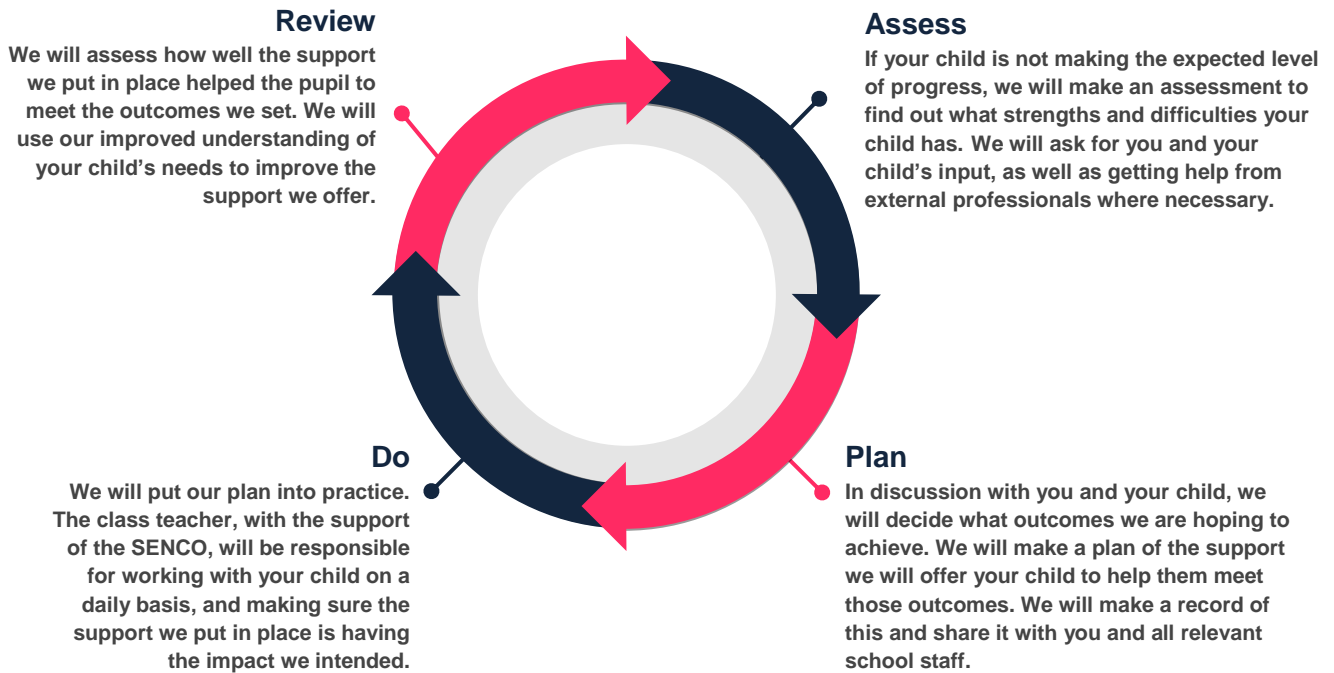 Review
We will assess how well the support
we put in place helped the pupil to
meet the outcomes we set. We will
use our improved understanding of
your child’s needs to improve the
support we offer.
Assess
If your child is not making the expected level
of progress, we will make an assessment to
find out what strengths and difficulties your
child has. We will ask for you and your
child’s input, as well as getting help from
external professionals where necessary.
Do
We will put our plan into practice.
The class teacher, with the support
of the SENCO, will be responsible
for working with your child on a
daily basis, and making sure the
support we put in place is having
the impact we intended.
Plan
In discussion with you and your child, we
will decide what outcomes we are hoping to
achieve. We will make a plan of the support
we will offer your child to help them meet
those outcomes. We will make a record of
this and share it with you and all relevant
school staff.